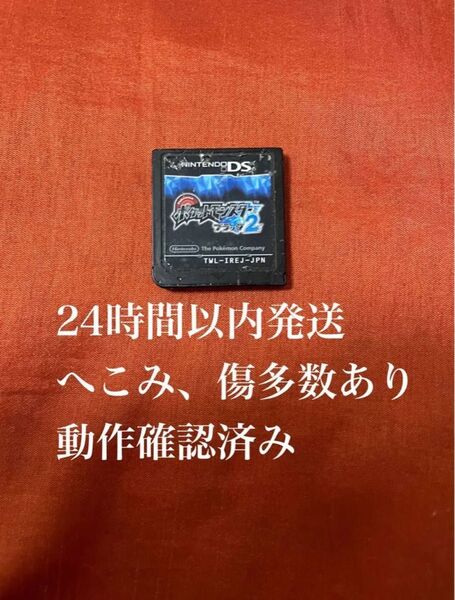 NINTENDO DS
ポケットモンスター
ブラック2
Nintendo The Pokémon Company
TWL-IREJ-JPN
24時間以内発送
へこみ、傷多数あり
動作確認済み